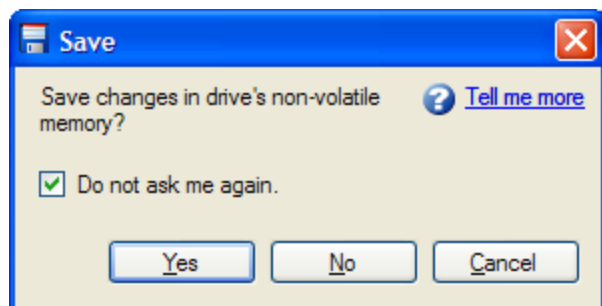 Save
Save changes in drive's non-volatile
memory?
Tell me more
Do not ask me again.
Yes
No
Cancel